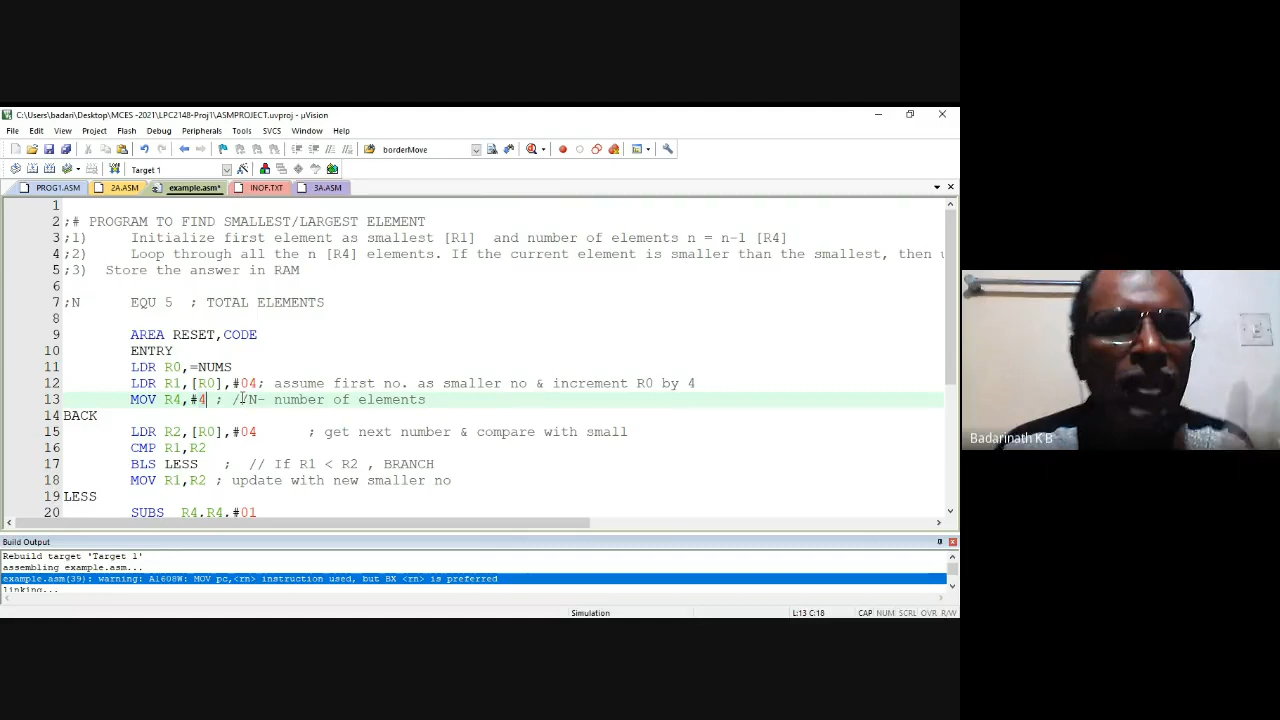 C:\Users\badari\Desktop\MCES -2021\LPC2148-Proj1\ASMPROJECT.uvproj - µVision
File Edit View Project Flash Debug Peripherals Tools SVCS Window Help
borderMove
Target 1
PROG1.ASM 2A.ASM example.asm* INOF.TXT 3A.ASM
1
2 ;# PROGRAM TO FIND SMALLEST/LARGEST ELEMENT
3 ;1) Initialize first element as smallest [R1] and number of elements n = n-1 [R4]
4 ;2) Loop through all the n [R4] elements. If the current element is smaller than the smallest, then
5 ;3) Store the answer in RAM
6
7 ;N EQU 5 ; TOTAL ELEMENTS
8
9 AREA RESET,CODE
10 ENTRY
11 LDR R0,=NUMS
12 LDR R1,[R0],#04; assume first no. as smaller no & increment R0 by 4
13 MOV R4,#4 ; //N- number of elements
14 BACK
15 LDR R2,[R0],#04 ; get next number & compare with small
16 CMP R1,R2
17 BLS LESS ; // If R1 < R2 , BRANCH
18 MOV R1,R2 ; update with new smaller no
19 LESS
20 SUBS R4,R4,#01
Build Output
Rebuild target 'Target 1'
assembling example.asm...
example.asm(39): warning: A1608W: MOV pc,<rn> instruction used, but BX <rn> is preferred
linking...
Simulation L:13 C:18 CAP NUM SCRL OVR R/W
Badarinath K B